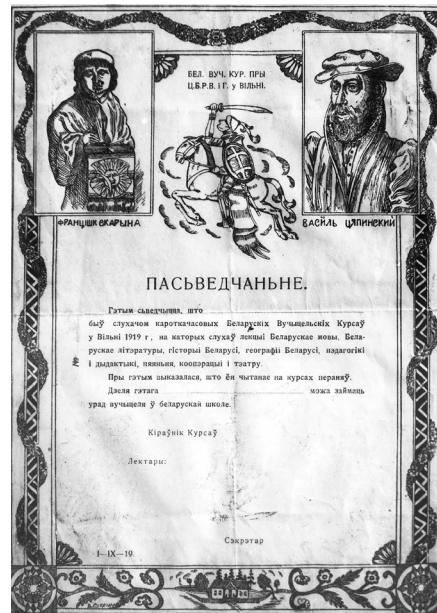 БЕЛ. ВУЧ. КУР. ПРЫ
Ц.Б.Р.В. і Г. у ВІЛЬНІ.
ФРАНЦІШК СКАРЫНА
ВАСІЛЬ ЦЯПИНСКИЙ
ПАСЬВЕДЧАНЬНЕ.
Гэтым сьведчыцца, што
быў слухачом кароткачасовых Беларускіх Вучыцельскіх Курсаў
у Вільні 1919 г, на каторых слухаў лекцыі Беларускае мовы, Бела-
рускае літэратуры, гісторыі Беларусі, географіі Беларусі, пэдагогікі
і дыдактыкі, пяяньня, коопэрацыі і тэатру.
№
Пры гэтым выказалася, што ён чытанае на курсах пераняў.
Дзеля гэтага можа займаць
урад вучыцеля ў беларускай школе.
Кіраўнік Курсаў
Лектары:
Сэкрэтар
1—IX—19.